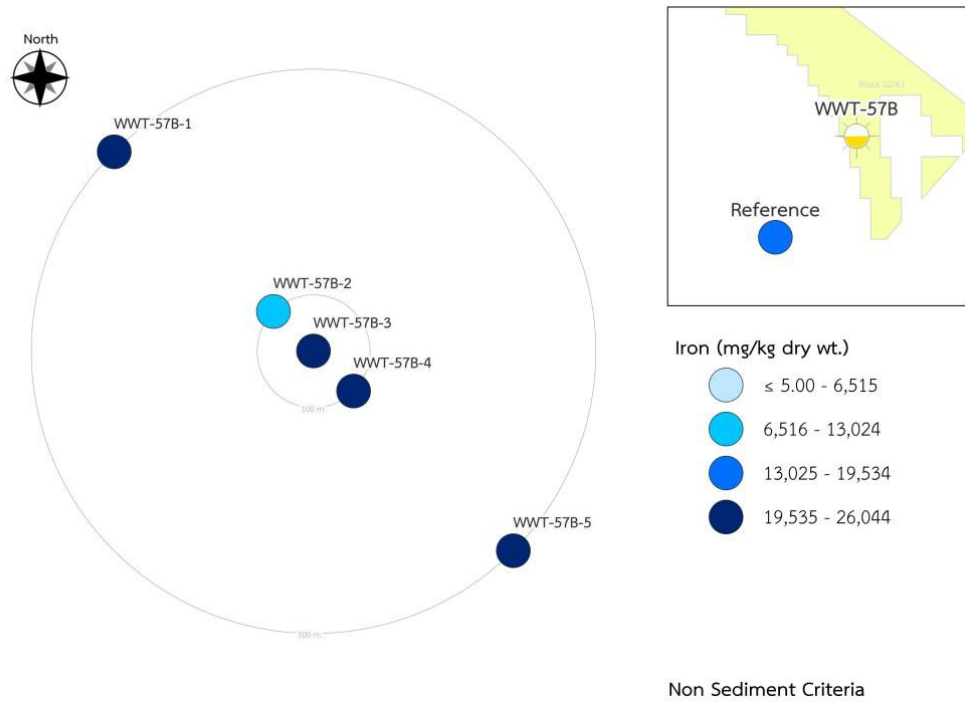 North
WWT-57B-1
WWT-57B-2
WWT-57B-3
WWT-57B-4
100 m.
WWT-57B-5
WWT-57B
Reference
Iron (mg/kg dry wt.)
≤ 5.00 - 6,515
6,516 - 13,024
13,025 - 19,534
19,535 - 26,044
Non Sediment Criteria